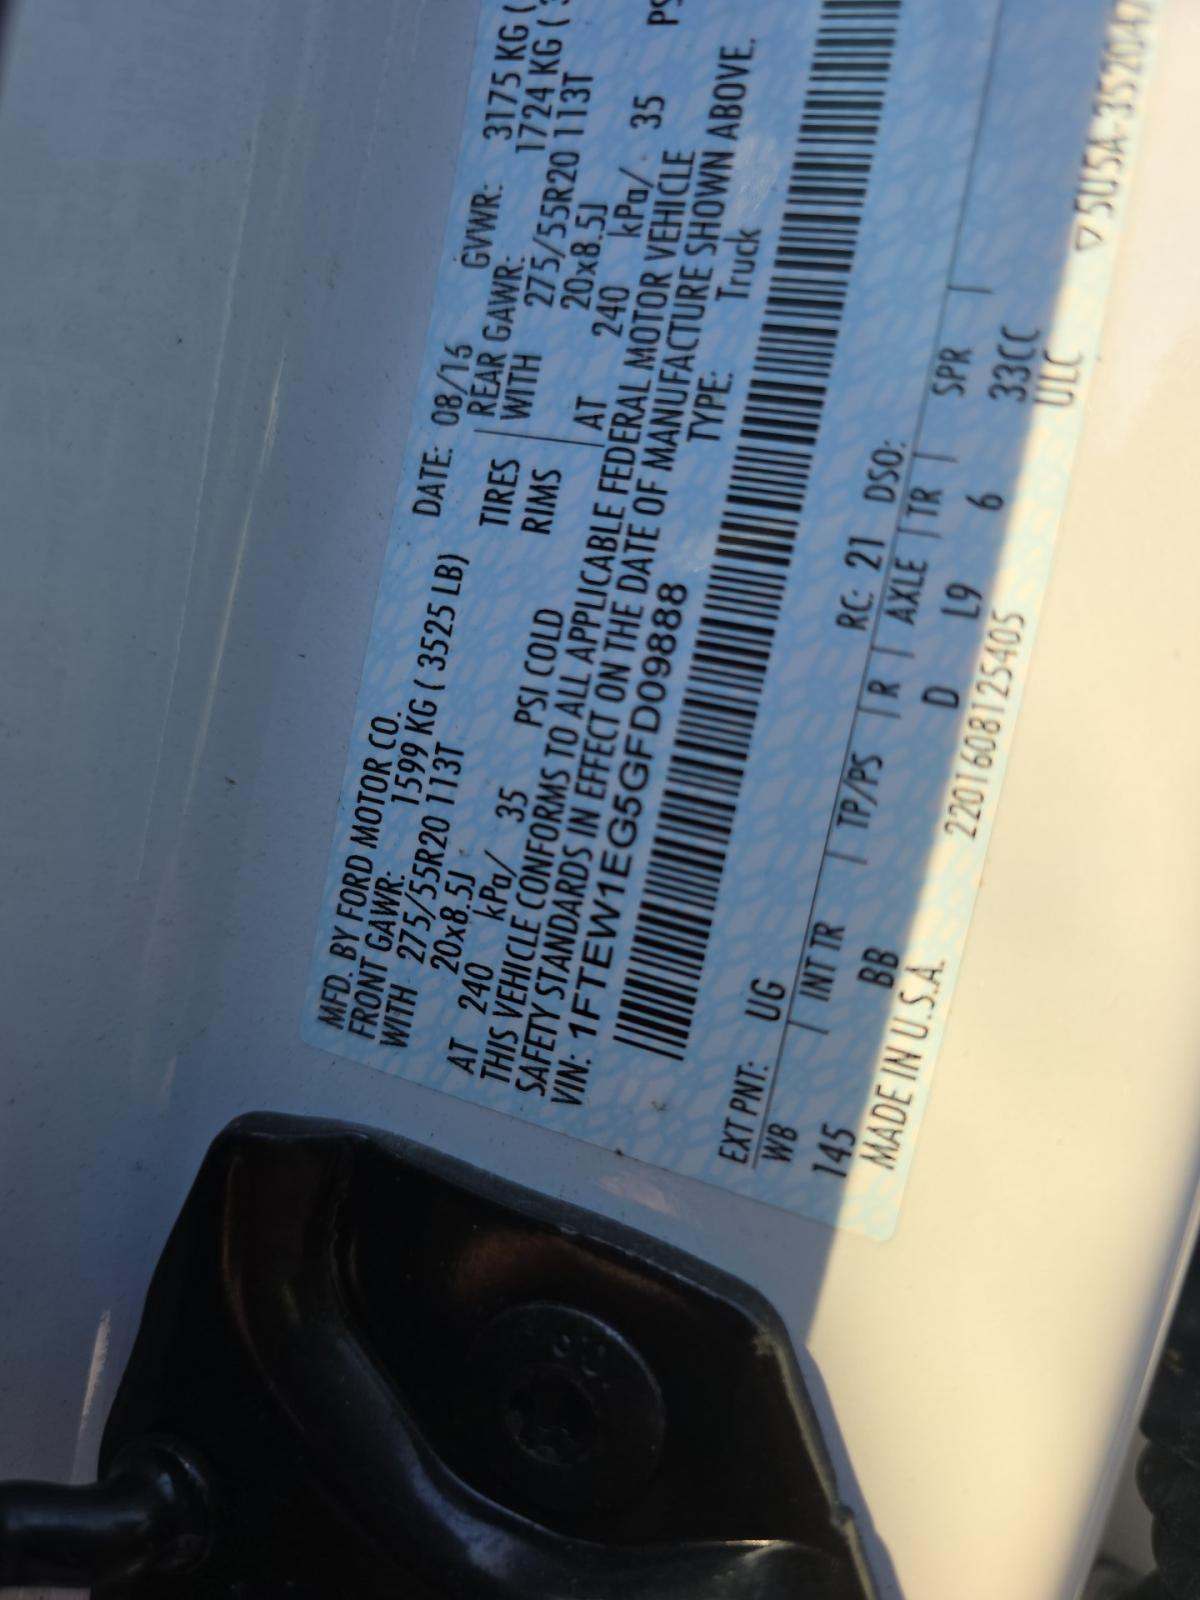 MFD. BY FORD MOTOR CO.
DATE: 08/16 GVWR: 3175 KG (
FRONT GAWR: 1599 KG ( 3525 LB) REAR GAWR: 1724 KG (
WITH 275/55R20 113T TIRES WITH 275/55R20 113T
20x8.5J RIMS 20x8.5J
AT 240 kPa/ 35 PSI COLD AT 240 kPa/ 35 PS
THIS VEHICLE CONFORMS TO ALL APPLICABLE FEDERAL MOTOR VEHICLE
SAFETY STANDARDS IN EFFECT ON THE DATE OF MANUFACTURE SHOWN ABOVE.
VIN: 1FTEW1EG5GFD09888 TYPE: Truck
EXT PNT: UG RC: 21 DSO:
WB | INT TR | TP/PS | R | AXLE | TR | SPR |
145 BB D L9 6 33CC
MADE IN U.S.A. 220160812S405 ULC